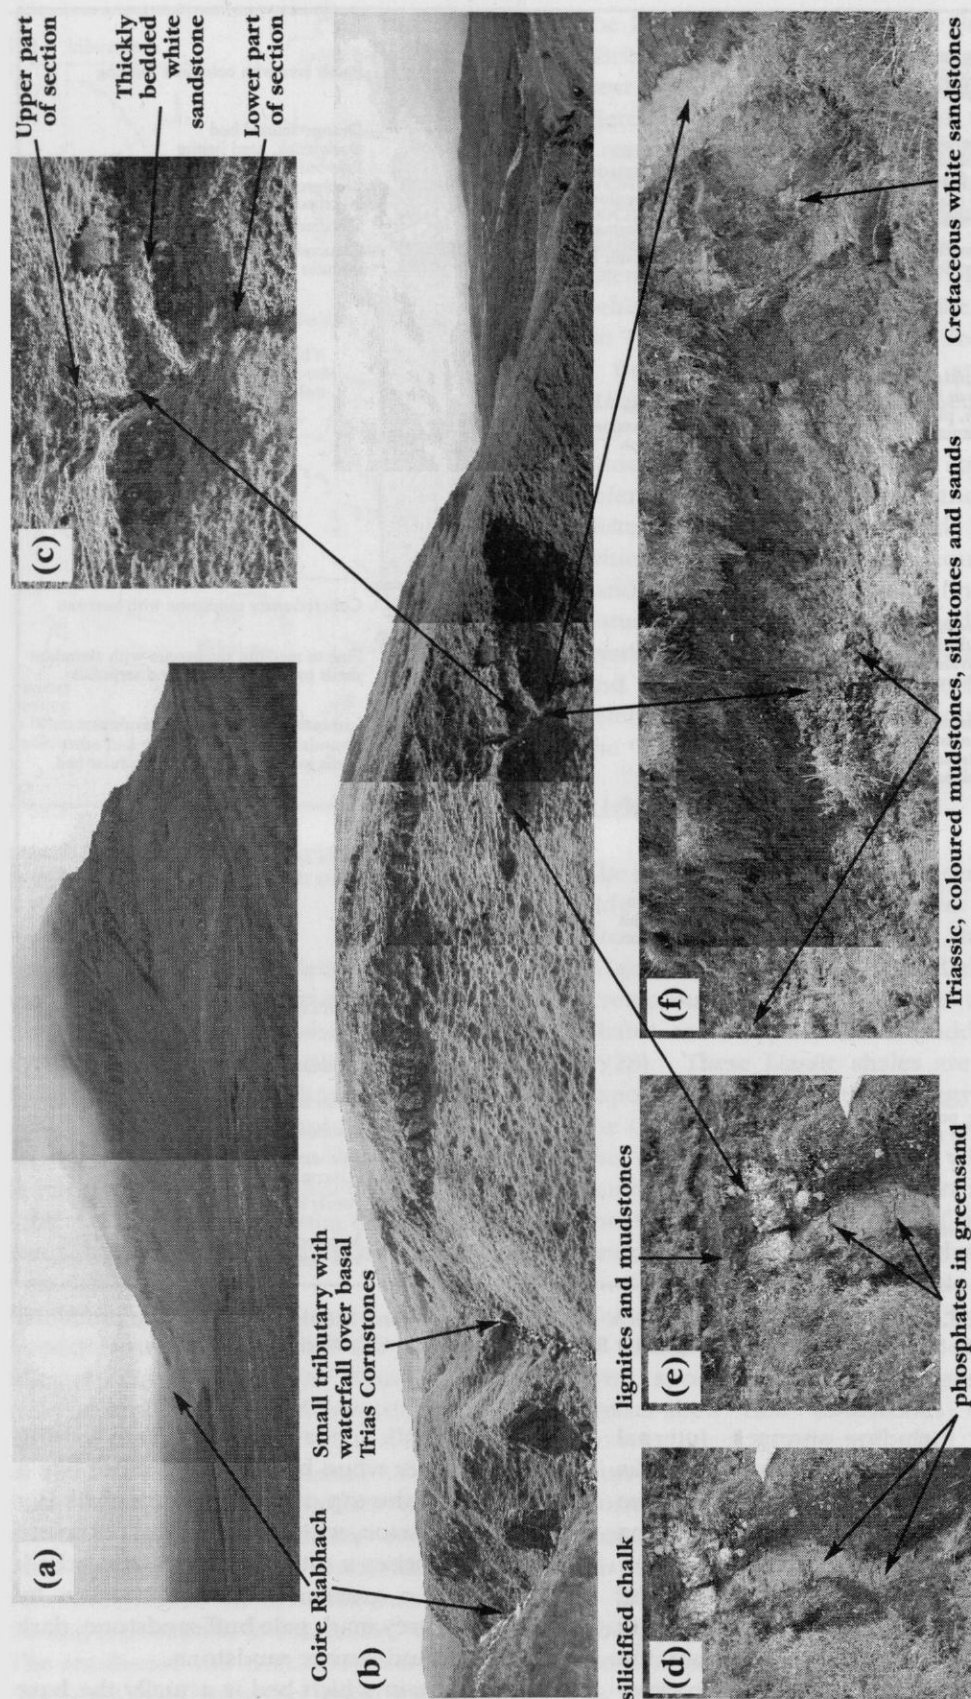 (a)
Coire Riabhach
(b)
Small tributary with
waterfall over basal
Trias Cornstones
(c)
Upper part
of section
Thickly
bedded
white
sandstone
Lower part
of section
silicified chalk
(d)
lignites and mudstones
(e)
phosphates in greensand
(f)
Triassic, coloured mudstones, siltstones and sands
Cretaceous white sandstones